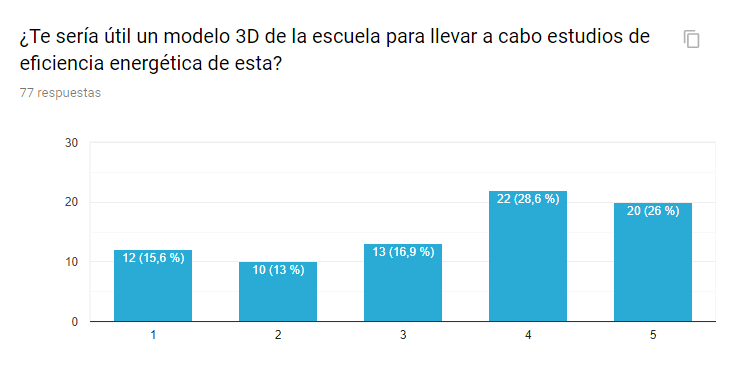 ¿Te sería útil un modelo 3D de la escuela para llevar a cabo estudios de
eficiencia energética de esta?
77 respuestas
30
20
10
0
12 (15,6 %)
10 (13 %)
13 (16,9 %)
22 (28,6 %)
20 (26 %)
1
2
3
4
5